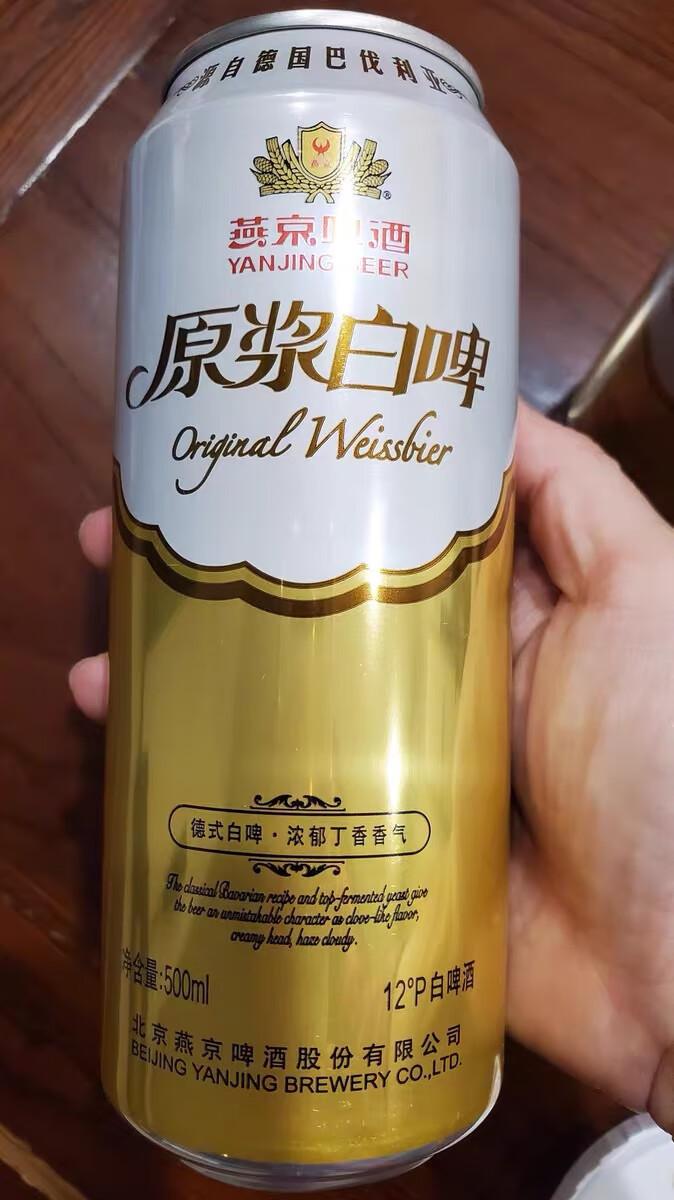 源自德国巴伐利亚
燕京啤酒
YANJING BEER
原浆白啤
Original Weissbier
德式白啤·浓郁丁香香气
The classical Bavarian recipe and top-fermented yeast give
the beer an unmistakable character as clove-like flavor,
creamy head, haze cloudy.
净含量:500ml
12°P白啤酒
北京燕京啤酒股份有限公司
BEIJING YANJING BREWERY CO.,LTD.